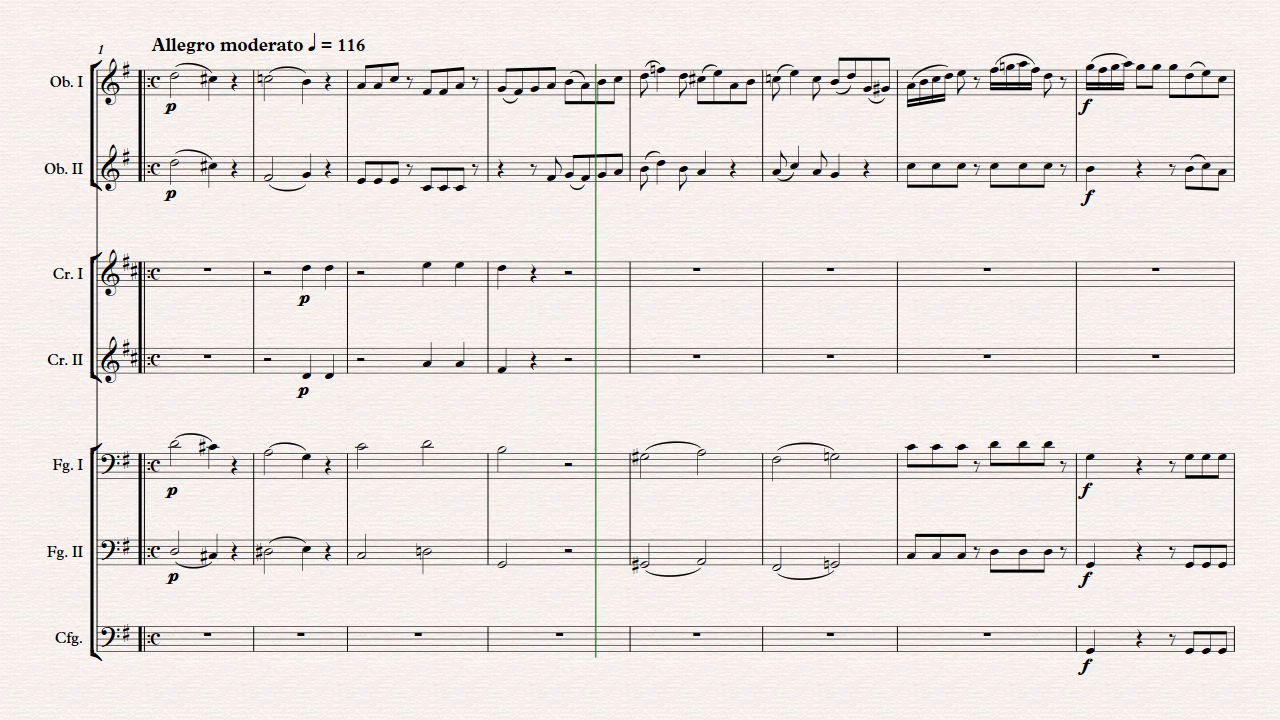 Allegro moderato ♩ = 116
1
Ob. I
p
f
Ob. II
p
f
Cr. I
p
Cr. II
p
Fg. I
p
f
Fg. II
p
f
Cfg.
f